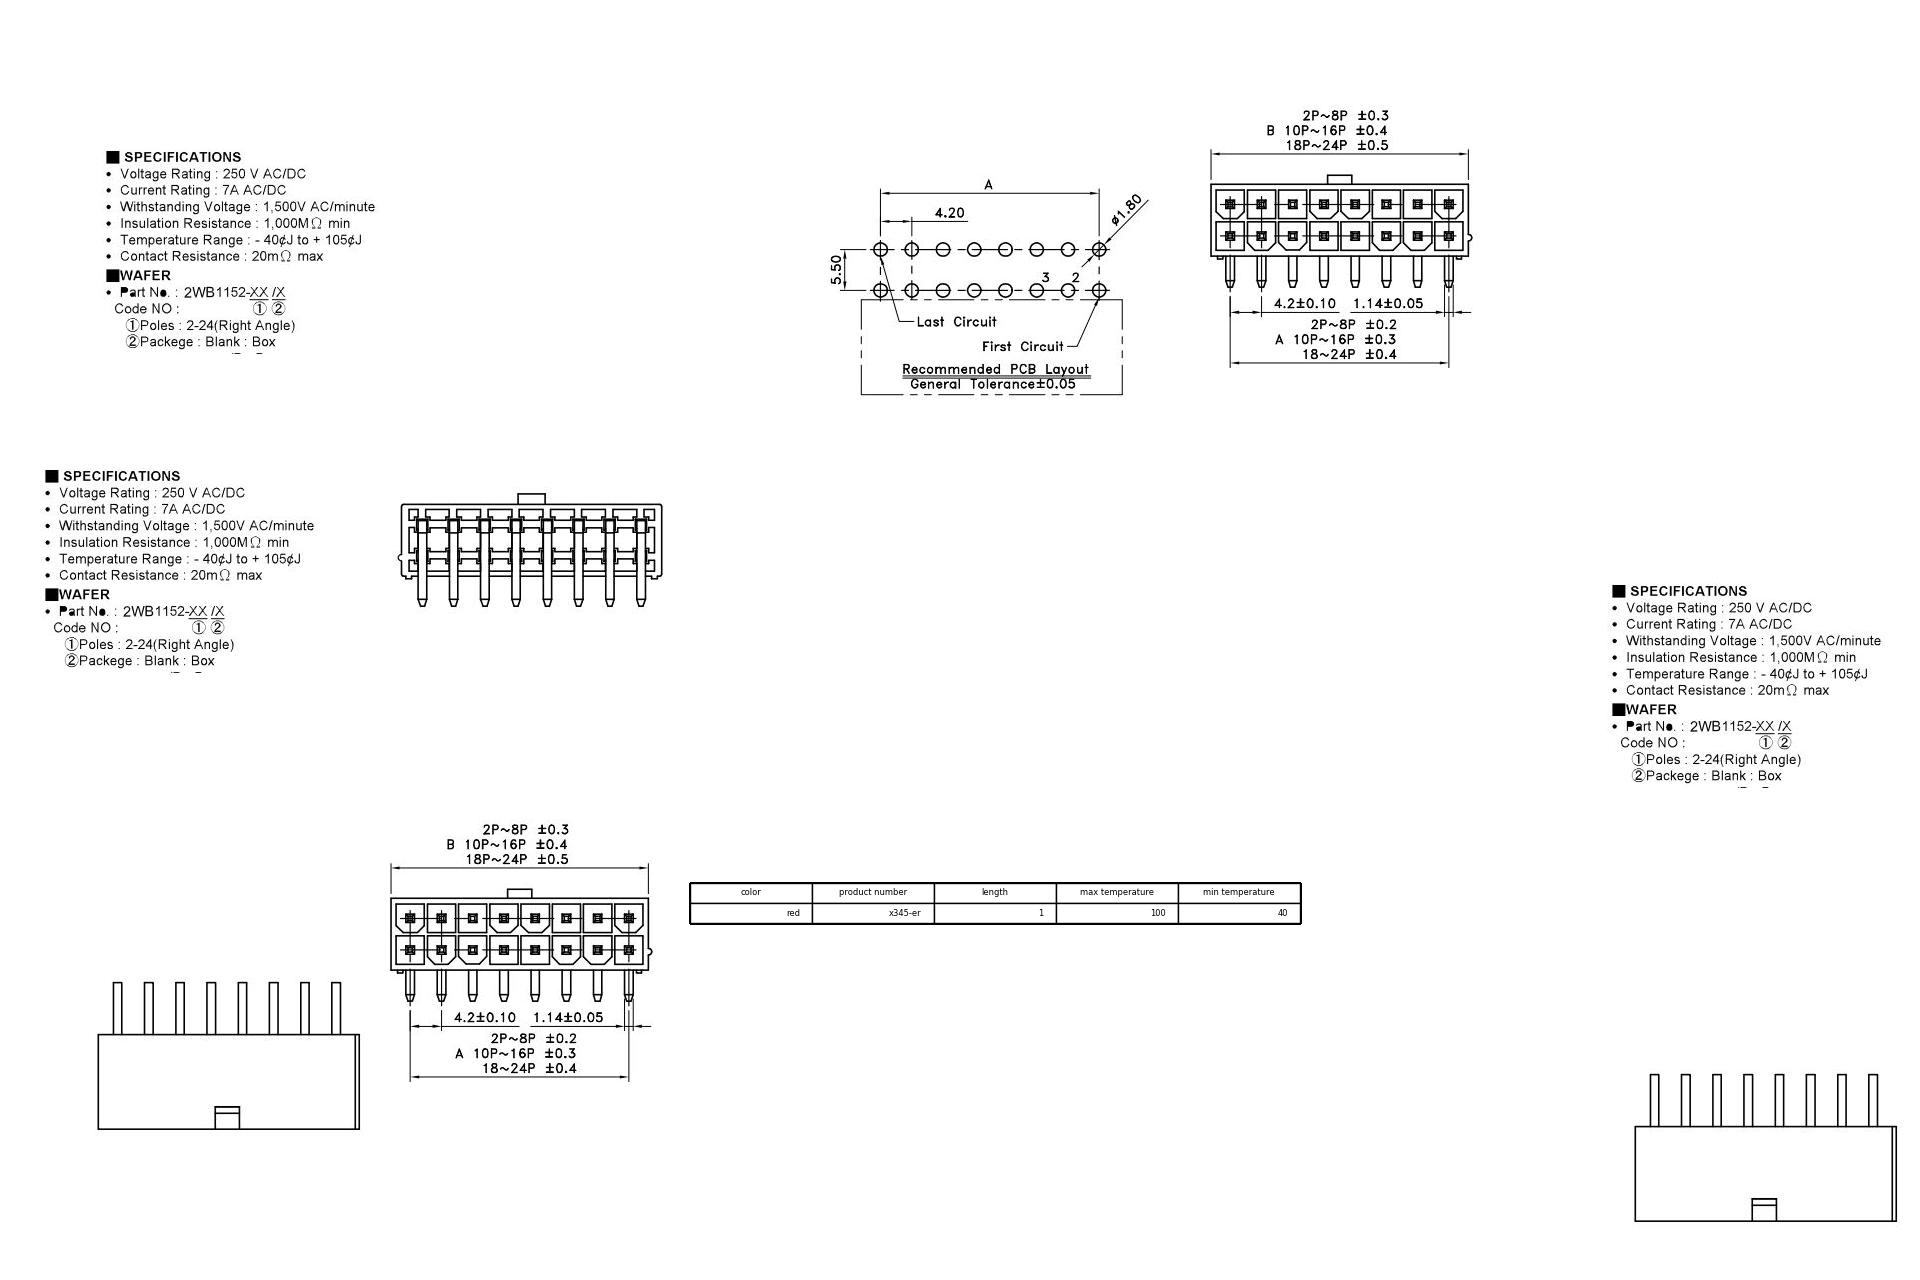 2P~8P ±0.3
B 10P~16P ±0.4
18P~24P ±0.5
■ SPECIFICATIONS
• Voltage Rating : 250 V AC/DC
• Current Rating : 7A AC/DC
• Withstanding Voltage : 1,500V AC/minute
• Insulation Resistance : 1,000MΩ min
• Temperature Range : - 40¢J to + 105¢J
• Contact Resistance : 20mΩ max
■WAFER
• Part No. : 2WB1152-XX /X
Code NO : ① ②
①Poles : 2-24(Right Angle)
②Packege : Blank : Box
A
ø1.80
4.20
5.50
3 2
Last Circuit
First Circuit
Recommended PCB Layout
General Tolerance±0.05
4.2±0.10 1.14±0.05
2P~8P ±0.2
A 10P~16P ±0.3
18~24P ±0.4
■ SPECIFICATIONS
• Voltage Rating : 250 V AC/DC
• Current Rating : 7A AC/DC
• Withstanding Voltage : 1,500V AC/minute
• Insulation Resistance : 1,000MΩ min
• Temperature Range : - 40¢J to + 105¢J
• Contact Resistance : 20mΩ max
■WAFER
• Part No. : 2WB1152-XX /X
Code NO : ① ②
①Poles : 2-24(Right Angle)
②Packege : Blank : Box
■ SPECIFICATIONS
• Voltage Rating : 250 V AC/DC
• Current Rating : 7A AC/DC
• Withstanding Voltage : 1,500V AC/minute
• Insulation Resistance : 1,000MΩ min
• Temperature Range : - 40¢J to + 105¢J
• Contact Resistance : 20mΩ max
■WAFER
• Part No. : 2WB1152-XX /X
Code NO : ① ②
①Poles : 2-24(Right Angle)
②Packege : Blank : Box
2P~8P ±0.3
B 10P~16P ±0.4
18P~24P ±0.5
4.2±0.10 1.14±0.05
2P~8P ±0.2
A 10P~16P ±0.3
18~24P ±0.4
color product number length max temperature min temperature
red x345-er 1 100 40